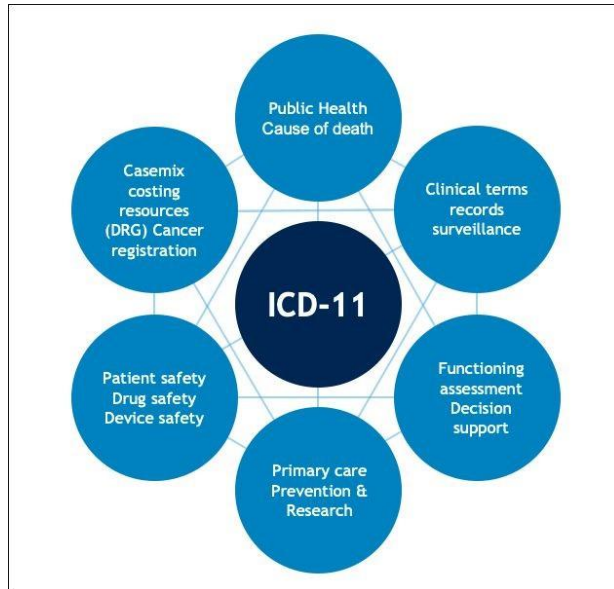 Public Health
Cause of death
Casemix
costing
resources
(DRG) Cancer
registration
Clinical terms
records
surveillance
ICD-11
Patient safety
Drug safety
Device safety
Functioning
assessment
Decision
support
Primary care
Prevention &
Research